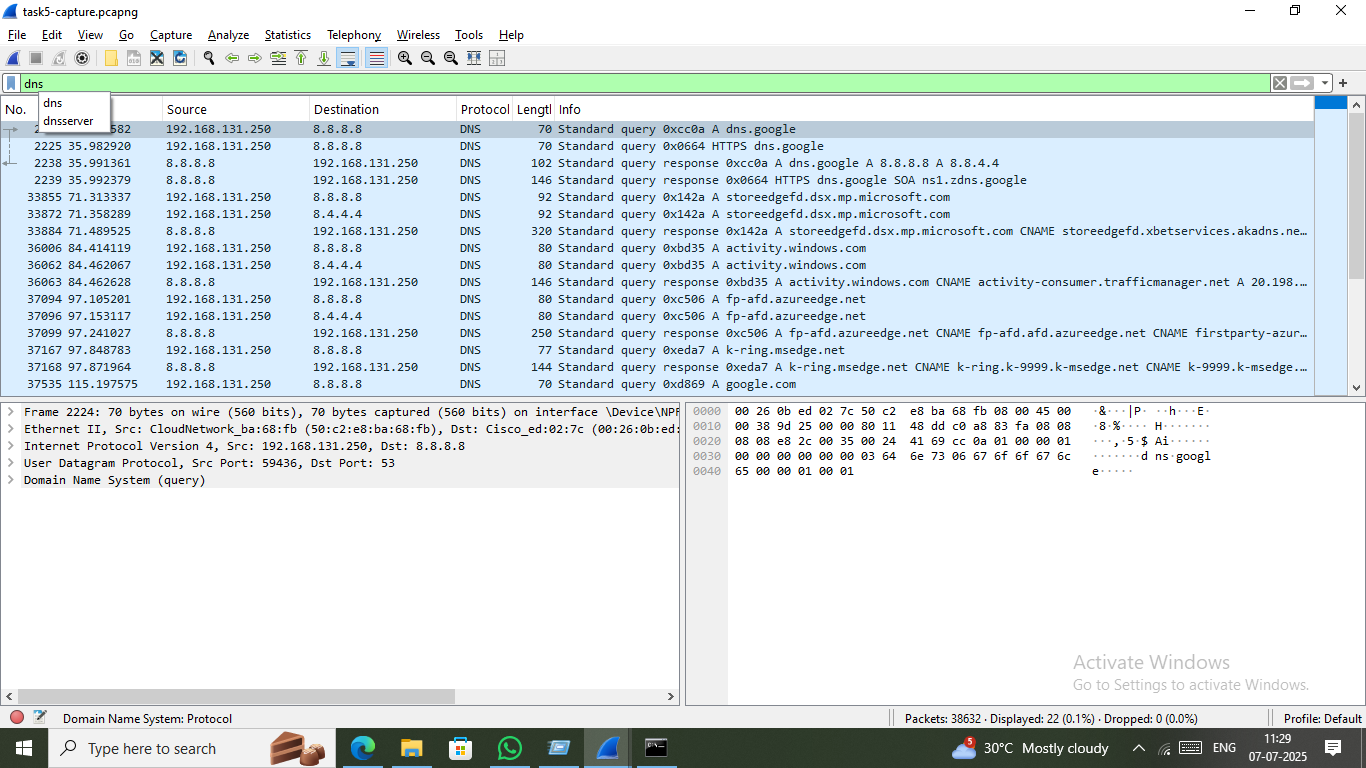 task5-capture.pcapng
File Edit View Go Capture Analyze Statistics Telephony Wireless Tools Help
dns
dns
dnsserver
No. Source Destination Protocol Lengtl Info
582 192.168.131.250 8.8.8.8 DNS 70 Standard query 0xcc0a A dns.google
2225 35.982920 192.168.131.250 8.8.8.8 DNS 70 Standard query 0x0664 HTTPS dns.google
2238 35.991361 8.8.8.8 192.168.131.250 DNS 102 Standard query response 0xcc0a A dns.google A 8.8.8.8 A 8.8.4.4
2239 35.992379 8.8.8.8 192.168.131.250 DNS 146 Standard query response 0x0664 HTTPS dns.google SOA ns1.zdns.google
33855 71.313337 192.168.131.250 8.8.8.8 DNS 92 Standard query 0x142a A storeedgefd.dsx.mp.microsoft.com
33872 71.358289 192.168.131.250 8.4.4.4 DNS 92 Standard query 0x142a A storeedgefd.dsx.mp.microsoft.com
33884 71.489525 8.8.8.8 192.168.131.250 DNS 320 Standard query response 0x142a A storeedgefd.dsx.mp.microsoft.com CNAME storeedgefd.xbetservices.akadns.ne…
36006 84.414119 192.168.131.250 8.8.8.8 DNS 80 Standard query 0xbd35 A activity.windows.com
36062 84.462067 192.168.131.250 8.4.4.4 DNS 80 Standard query 0xbd35 A activity.windows.com
36063 84.462628 8.8.8.8 192.168.131.250 DNS 146 Standard query response 0xbd35 A activity.windows.com CNAME activity-consumer.trafficmanager.net A 20.198.…
37094 97.105201 192.168.131.250 8.8.8.8 DNS 80 Standard query 0xc506 A fp-afd.azureedge.net
37096 97.153117 192.168.131.250 8.4.4.4 DNS 80 Standard query 0xc506 A fp-afd.azureedge.net
37099 97.241027 8.8.8.8 192.168.131.250 DNS 250 Standard query response 0xc506 A fp-afd.azureedge.net CNAME fp-afd.afd.azureedge.net CNAME firstparty-azur…
37167 97.848783 192.168.131.250 8.8.8.8 DNS 77 Standard query 0xeda7 A k-ring.msedge.net
37168 97.871964 8.8.8.8 192.168.131.250 DNS 144 Standard query response 0xeda7 A k-ring.msedge.net CNAME k-ring.k-9999.k-msedge.net CNAME k-9999.k-msedge.…
37535 115.197575 192.168.131.250 8.8.8.8 DNS 70 Standard query 0xd869 A google.com
Frame 2224: 70 bytes on wire (560 bits), 70 bytes captured (560 bits) on interface \Device\NPF
Ethernet II, Src: CloudNetwork_ba:68:fb (50:c2:e8:ba:68:fb), Dst: Cisco_ed:02:7c (00:26:0b:ed:
Internet Protocol Version 4, Src: 192.168.131.250, Dst: 8.8.8.8
User Datagram Protocol, Src Port: 59436, Dst Port: 53
Domain Name System (query)
0000 00 26 0b ed 02 7c 50 c2 e8 ba 68 fb 08 00 45 00 ·&···|P· ··h···E·
0010 00 38 9d 25 00 00 80 11 48 dd c0 a8 83 fa 08 08 ·8·%···· H·······
0020 08 08 e8 2c 00 35 00 24 41 69 cc 0a 01 00 00 01 ···,·5·$ Ai······
0030 00 00 00 00 00 00 03 64 6e 73 06 67 6f 6f 67 6c ·······d ns·googl
0040 65 00 00 01 00 01 e·····
Activate Windows
Go to Settings to activate Windows.
Domain Name System: Protocol
Packets: 38632 · Displayed: 22 (0.1%) · Dropped: 0 (0.0%)
Profile: Default
Type here to search
5
30°C Mostly cloudy
ENG
11:29
07-07-2025